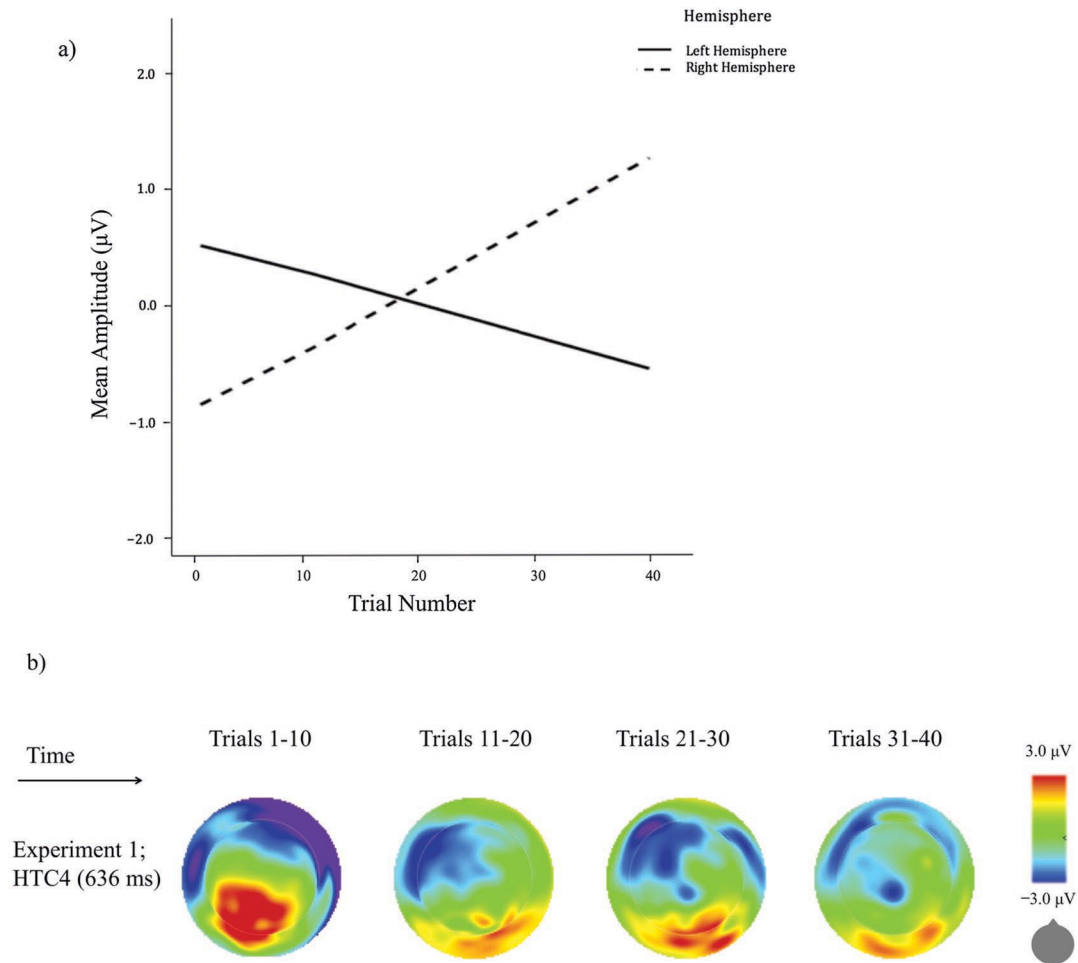 a)
Hemisphere
Left Hemisphere
Right Hemisphere
2.0
1.0
0.0
−1.0
−2.0
Mean Amplitude (μV)
0 10 20 30 40
Trial Number
b)
Time
Trials 1-10 Trials 11-20 Trials 21-30 Trials 31-40
3.0 μV
Experiment 1;
HTC4 (636 ms)
−3.0 μV